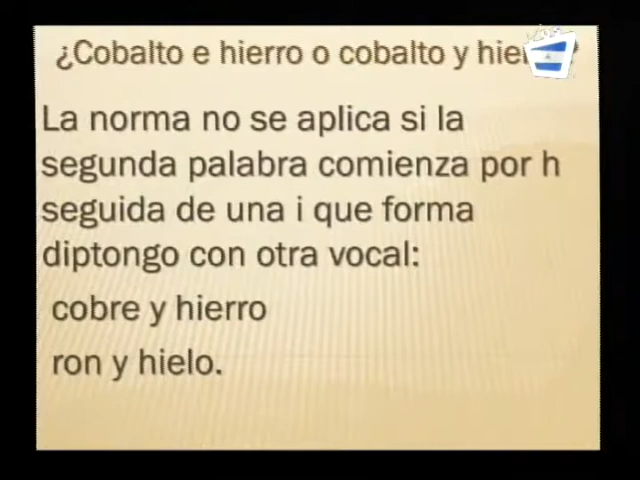 ¿Cobalto e hierro o cobalto y
La norma no se aplica si la
segunda palabra comienza por h
seguida de una i que forma
diptongo con otra vocal:
cobre y hierro
ron y hielo.